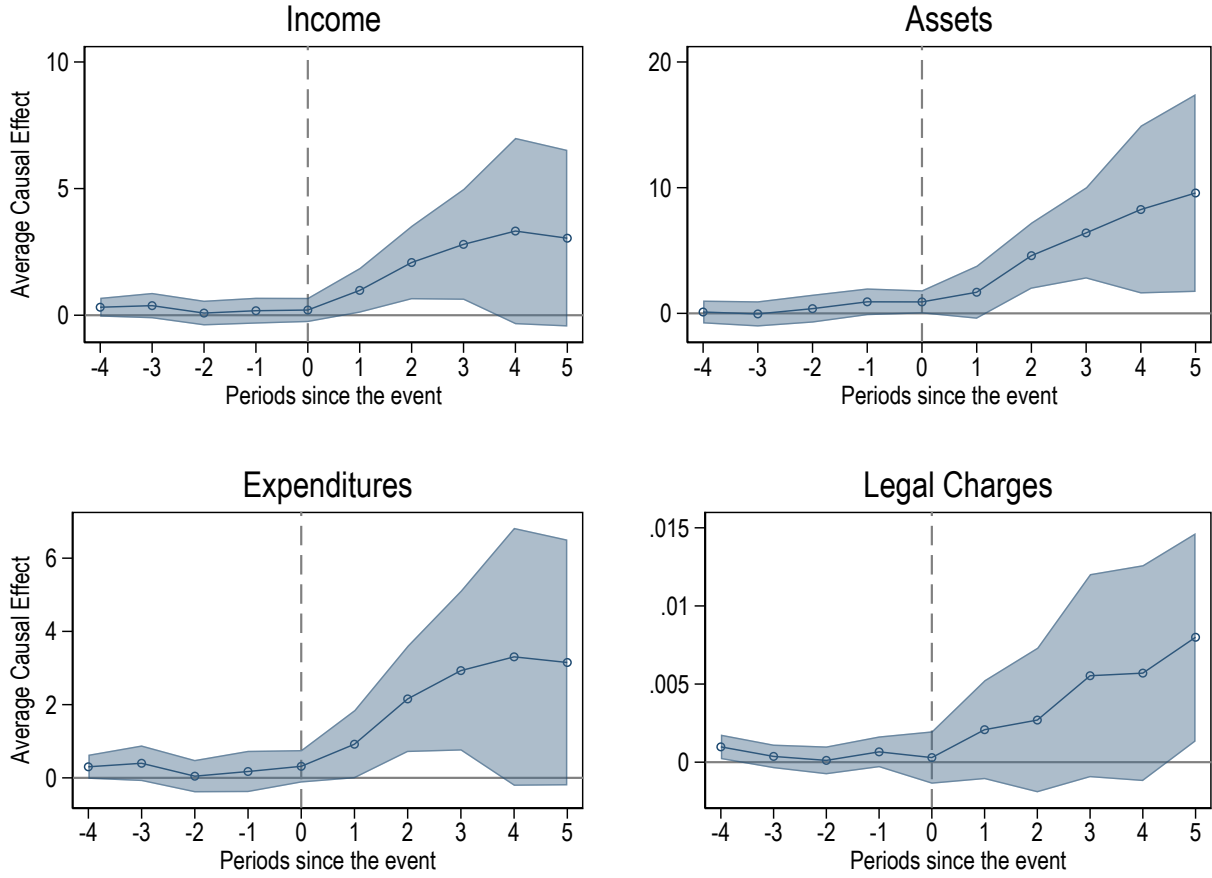 Income
Average Causal Effect
10
5
0
-4 -3 -2 -1 0 1 2 3 4 5
Periods since the event
Assets
20
10
0
-4 -3 -2 -1 0 1 2 3 4 5
Periods since the event
Expenditures
Average Causal Effect
6
4
2
0
-4 -3 -2 -1 0 1 2 3 4 5
Periods since the event
Legal Charges
.015
.01
.005
0
-4 -3 -2 -1 0 1 2 3 4 5
Periods since the event